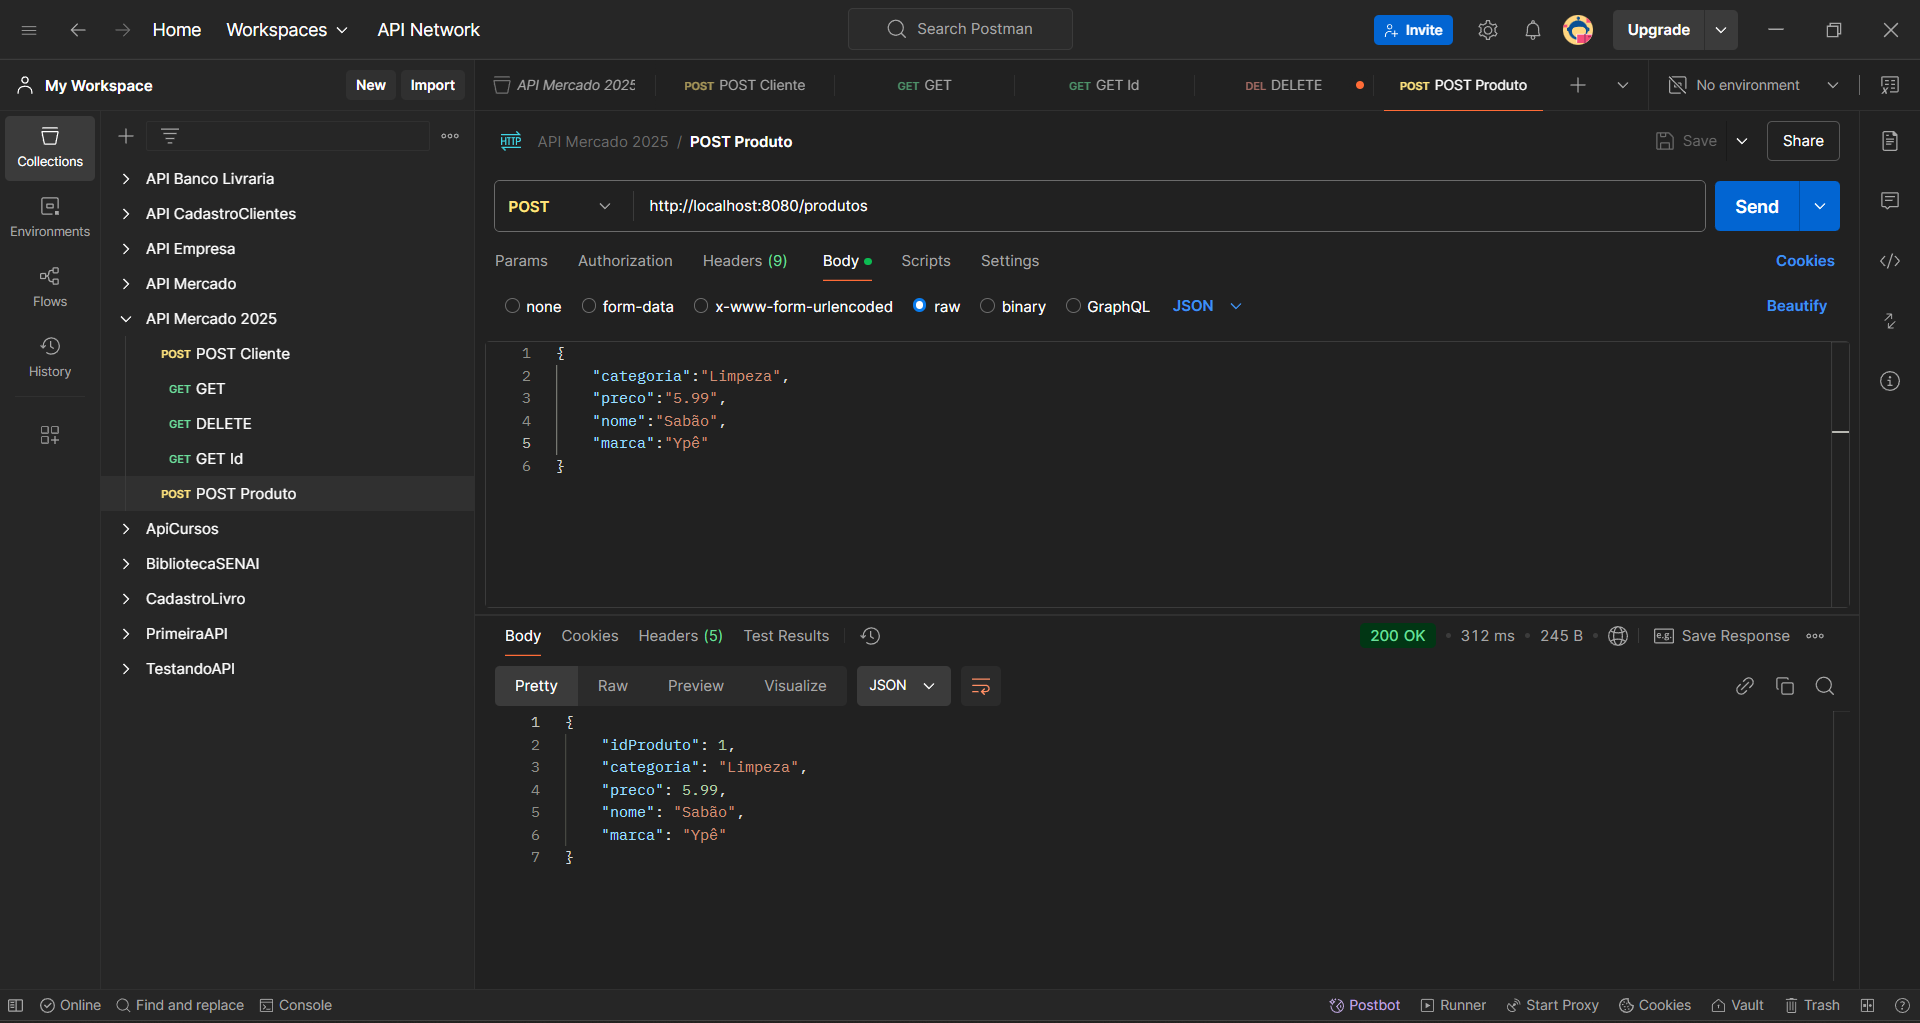 Home Workspaces API Network Search Postman Invite Upgrade
My Workspace New Import
API Mercado 2025 POST POST Cliente GET GET GET GET Id DEL DELETE POST POST Produto No environment
Collections
Environments
Flows
History
API Banco Livraria
API CadastroClientes
API Empresa
API Mercado
API Mercado 2025
POST POST Cliente
GET GET
GET DELETE
GET GET Id
POST POST Produto
ApiCursos
BibliotecaSENAI
CadastroLivro
PrimeiraAPI
TestandoAPI
HTTP API Mercado 2025 / POST Produto Save Share
POST http://localhost:8080/produtos Send
Params Authorization Headers (9) Body Scripts Settings Cookies
none form-data x-www-form-urlencoded raw binary GraphQL JSON Beautify
1 {
2 "categoria":"Limpeza",
3 "preco":"5.99",
4 "nome":"Sabão",
5 "marca":"Ypê"
6 }
Body Cookies Headers (5) Test Results 200 OK 312 ms 245 B e.g. Save Response
Pretty Raw Preview Visualize JSON
1 {
2 "idProduto": 1,
3 "categoria": "Limpeza",
4 "preco": 5.99,
5 "nome": "Sabão",
6 "marca": "Ypê"
7 }
Online Find and replace Console Postbot Runner Start Proxy Cookies Vault Trash